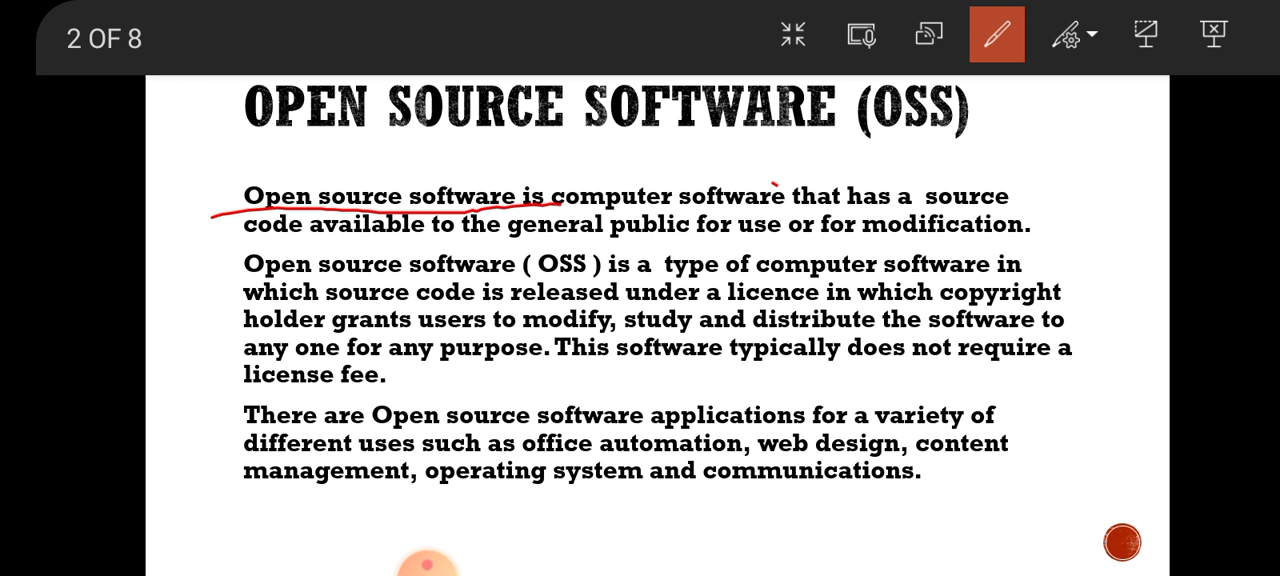 2 OF 8
OPEN SOURCE SOFTWARE (OSS)
Open source software is computer software that has a source
code available to the general public for use or for modification.
Open source software ( OSS ) is a type of computer software in
which source code is released under a licence in which copyright
holder grants users to modify, study and distribute the software to
any one for any purpose. This software typically does not require a
license fee.
There are Open source software applications for a variety of
different uses such as office automation, web design, content
management, operating system and communications.